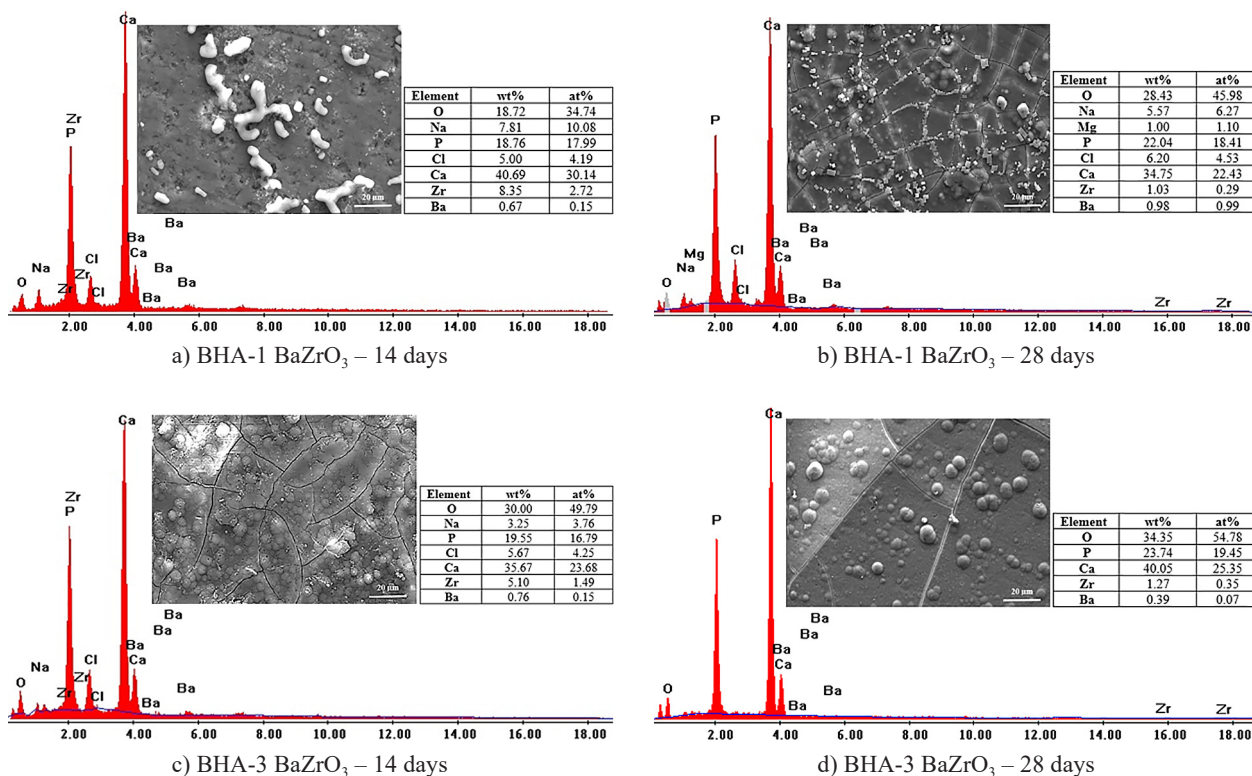 Ca
Zr
P
O
Na
Zr
Zr
Cl
Cl
Ba
Ca
Ba
Ba
Ba
Ba
20 µm
Element wt% at%
O 18.72 34.74
Na 7.81 10.08
P 18.76 17.99
Cl 5.00 4.19
Ca 40.69 30.14
Zr 8.35 2.72
Ba 0.67 0.15
2.00 4.00 6.00 8.00 10.00 12.00 14.00 16.00 18.00
a) BHA-1 BaZrO₃ – 14 days
Ca
P
O
Na
Mg
Cl
Cl
Ba
Ca
Ba
Ba
Ba
Ba
Zr
Zr
20 µm
Element wt% at%
O 28.43 45.98
Na 5.57 6.27
Mg 1.00 1.10
P 22.04 18.41
Cl 6.20 4.53
Ca 34.75 22.43
Zr 1.03 0.29
Ba 0.98 0.99
2.00 4.00 6.00 8.00 10.00 12.00 14.00 16.00 18.00
b) BHA-1 BaZrO₃ – 28 days
Ca
Zr
P
O
Na
Zr
Zr
Cl
Cl
Ba
Ca
Ba
Ba
Ba
Ba
20 µm
Element wt% at%
O 30.00 49.79
Na 3.25 3.76
P 19.55 16.79
Cl 5.67 4.25
Ca 35.67 23.68
Zr 5.10 1.49
Ba 0.76 0.15
2.00 4.00 6.00 8.00 10.00 12.00 14.00 16.00 18.00
c) BHA-3 BaZrO₃ – 14 days
Ca
P
O
Ba
Ca
Ba
Ba
Ba
Ba
Zr
Zr
20 µm
Element wt% at%
O 34.35 54.78
P 23.74 19.45
Ca 40.05 25.35
Zr 1.27 0.35
Ba 0.39 0.07
2.00 4.00 6.00 8.00 10.00 12.00 14.00 16.00 18.00
d) BHA-3 BaZrO₃ – 28 days